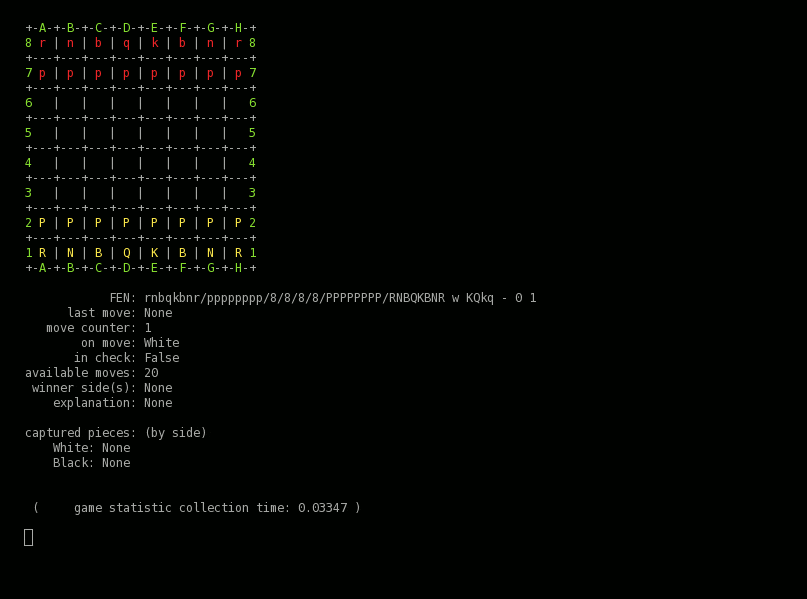 +-A-+-B-+-C-+-D-+-E-+-F-+-G-+-H-+
8 r | n | b | q | k | b | n | r 8
+---+---+---+---+---+---+---+---+
7 p | p | p | p | p | p | p | p 7
+---+---+---+---+---+---+---+---+
6   |   |   |   |   |   |   |   6
+---+---+---+---+---+---+---+---+
5   |   |   |   |   |   |   |   5
+---+---+---+---+---+---+---+---+
4   |   |   |   |   |   |   |   4
+---+---+---+---+---+---+---+---+
3   |   |   |   |   |   |   |   3
+---+---+---+---+---+---+---+---+
2 P | P | P | P | P | P | P | P 2
+---+---+---+---+---+---+---+---+
1 R | N | B | Q | K | B | N | R 1
+-A-+-B-+-C-+-D-+-E-+-F-+-G-+-H-+
FEN: rnbqkbnr/pppppppp/8/8/8/8/PPPPPPPP/RNBQKBNR w KQkq - 0 1
last move: None
move counter: 1
on move: White
in check: False
available moves: 20
winner side(s): None
explanation: None
captured pieces: (by side)
White: None
Black: None
(     game statistic collection time: 0.03347 )